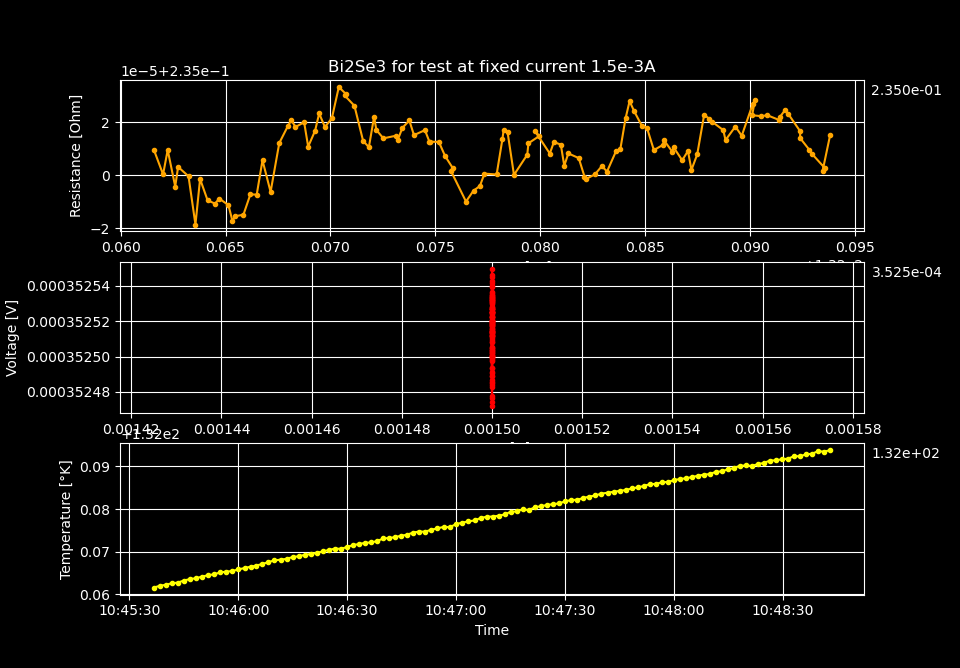 Bi2Se3 for test at fixed current 1.5e-3A
1e-5+2.35e-1
2.350e-01
Resistance [Ohm]
2
0
−2
0.060 0.065 0.070 0.075 0.080 0.085 0.090 0.095
3.525e-04
Voltage [V]
0.00035254
0.00035252
0.00035250
0.00035248
0.00142 0.00144 0.00146 0.00148 0.00150 0.00152 0.00154 0.00156 0.00158
+1.32e2
1.32e+02
Temperature [°K]
0.09
0.08
0.07
0.06
10:45:30 10:46:00 10:46:30 10:47:00 10:47:30 10:48:00 10:48:30
Time